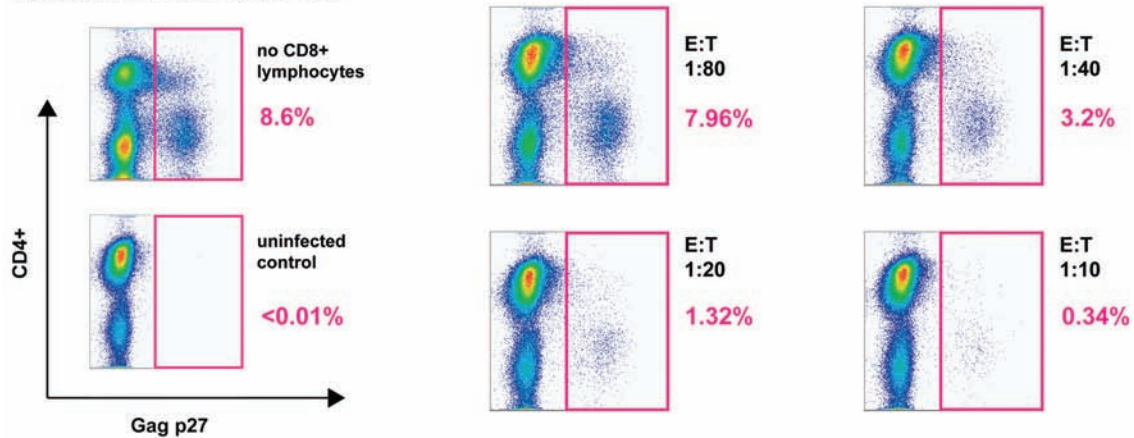 no CD8+
lymphocytes
8.6%
E:T
1:80
7.96%
E:T
1:40
3.2%
uninfected
control
<0.01%
E:T
1:20
1.32%
E:T
1:10
0.34%
CD4+
Gag p27